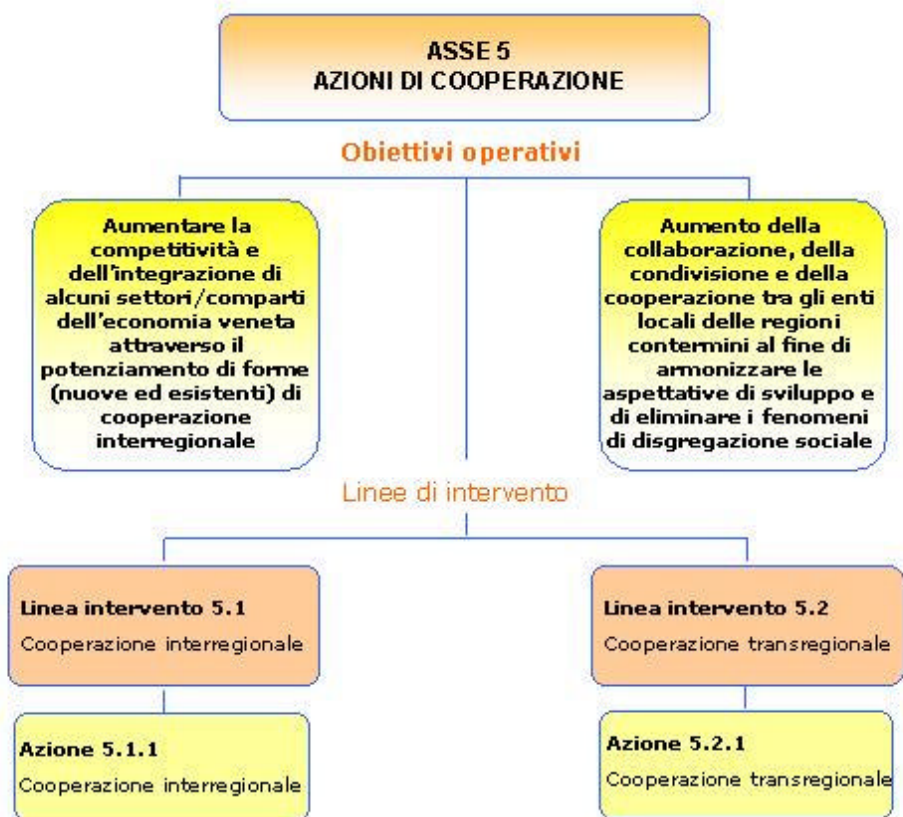 ASSE 5
AZIONI DI COOPERAZIONE
Obiettivi operativi
Aumentare la
competitività e
dell'integrazione di
alcuni settori/comparti
dell'economia veneta
attraverso il
potenziamento di forme
(nuove ed esistenti) di
cooperazione
interregionale
Aumento della
collaborazione, della
condivisione e della
cooperazione tra gli enti
locali delle regioni
contermini al fine di
armonizzare le
aspettative di sviluppo e
di eliminare i fenomeni
di disgregazione sociale
Linee di intervento
Linea intervento 5.1
Cooperazione interregionale
Linea intervento 5.2
Cooperazione transregionale
Azione 5.1.1
Cooperazione interregionale
Azione 5.2.1
Cooperazione transregionale